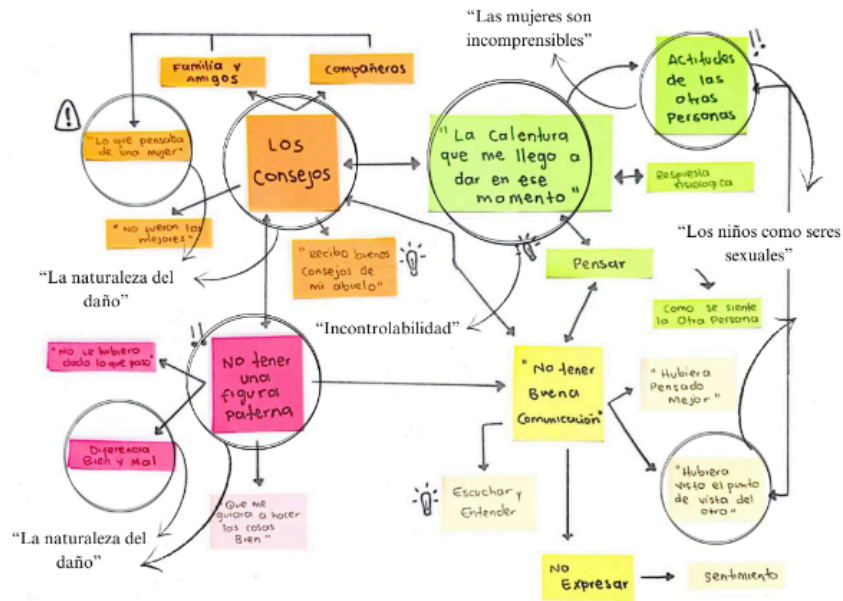 “Las mujeres son
incomprensibles”
Familia y
Amigos
Compañeros
Actitudes
de las
otras
Personas
!!
"Lo que pensaba
de una mujer"
LOS
Consejos
" La Calentura
que me llego a
dar en ese
momento "
Respuesta
fisiologica
"No fueron los
mejores"
"Recibo buenos
Consejos de
mi abuelo"
Pensar
“Los niños como seres
sexuales”
“La naturaleza del
daño”
“Incontrolabilidad”
Como se siente
la Otra Persona
!!
"No se hubiera
dado lo que paso"
No tener
una
figura
Paterna
"No tener
Buena
Comunicación"
"Hubiera
Pensado
Mejor"
Diferencia
Bien y Mal
"Que me
guiara a hacer
las cosas
Bien"
Escuchar y
Entender
"Hubiera
visto el punto
de vista del
otro"
“La naturaleza del
daño”
No
Expresar
Sentimiento